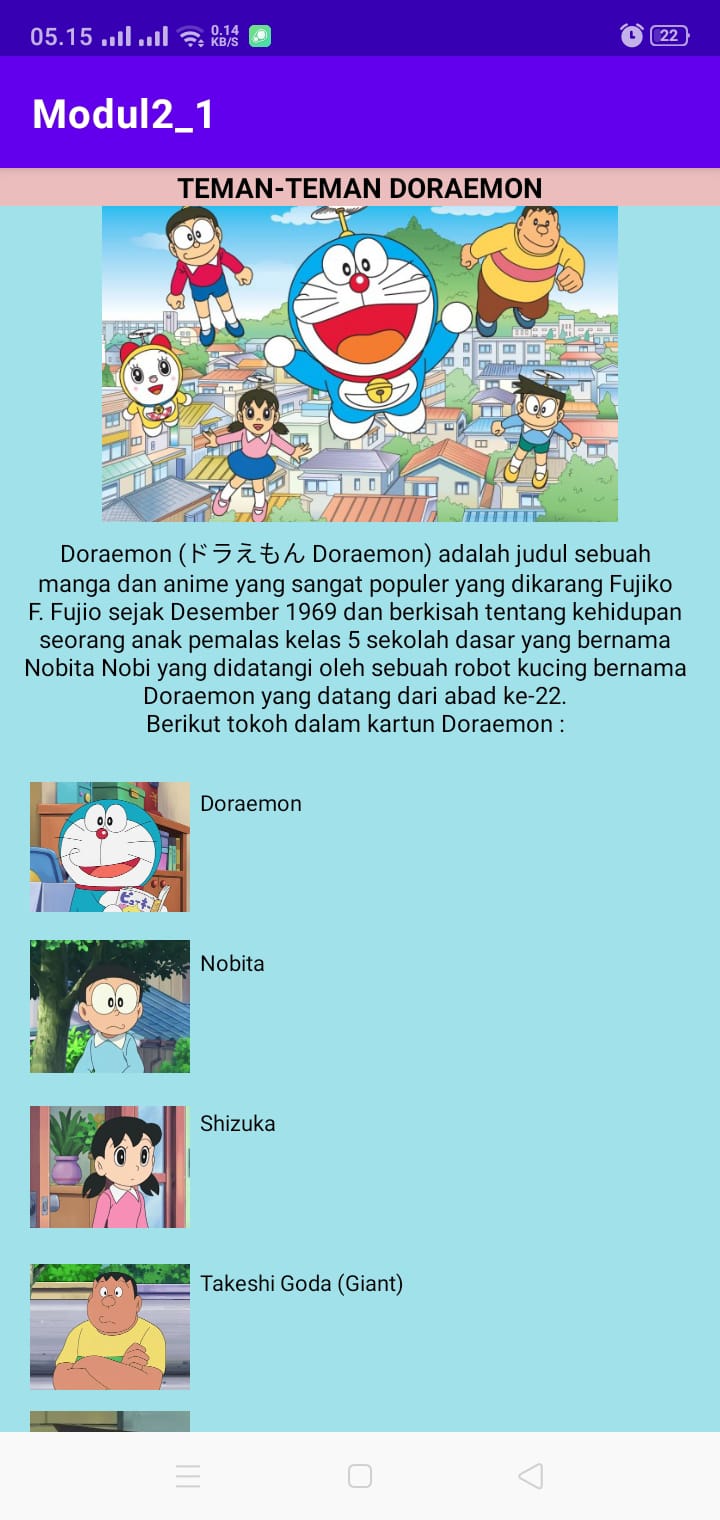 05.15
0.14
KB/S
22
Modul2_1
TEMAN-TEMAN DORAEMON
Doraemon (ドラえもん Doraemon) adalah judul sebuah
manga dan anime yang sangat populer yang dikarang Fujiko
F. Fujio sejak Desember 1969 dan berkisah tentang kehidupan
seorang anak pemalas kelas 5 sekolah dasar yang bernama
Nobita Nobi yang didatangi oleh sebuah robot kucing bernama
Doraemon yang datang dari abad ke-22.
Berikut tokoh dalam kartun Doraemon :
Doraemon
Nobita
Shizuka
Takeshi Goda (Giant)